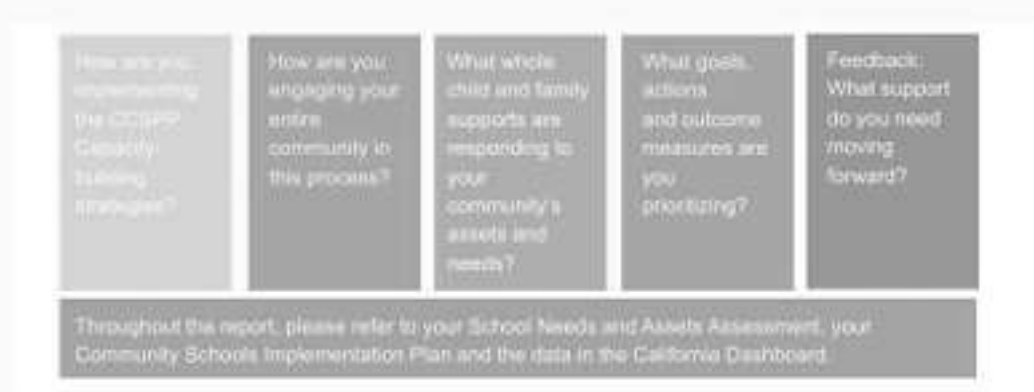 How are you
implementing
the CCSPP
Capacity-
building
strategies?
How are you
engaging your
entire
community in
this process?
What whole
child and family
supports are
responding to
your
community's
assets and
needs?
What goals,
actions
and outcome
measures are
you
prioritizing?
Feedback:
What support
do you need
moving
forward?
Throughout the report, please refer to your School Needs and Assets Assessment, your
Community Schools Implementation Plan and the data in the California Dashboard.